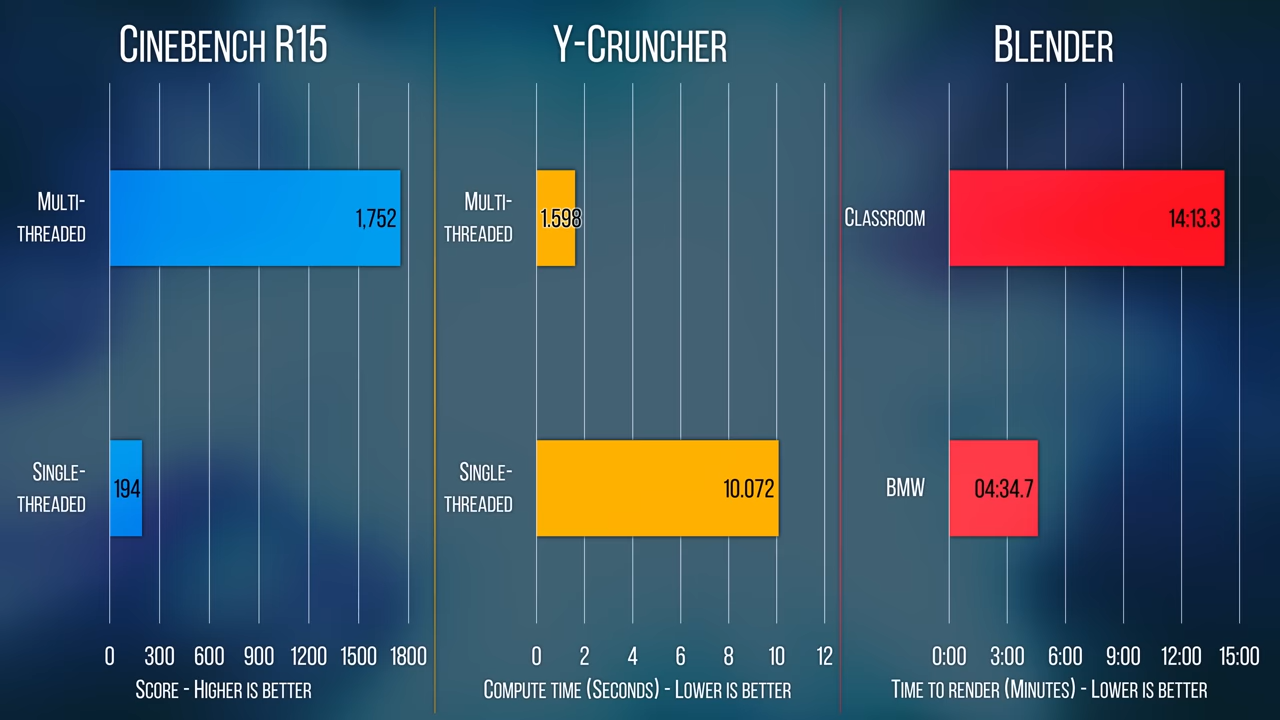 Cinebench R15
Multi-
threaded
1,752
Single-
threaded
194
0 300 600 900 1200 1500 1800
Score - Higher is better
Y-Cruncher
Multi-
threaded
1.598
Single-
threaded
10.072
0 2 4 6 8 10 12
Compute time (Seconds) - Lower is better
Blender
Classroom
14:13.3
BMW
04:34.7
0:00 3:00 6:00 9:00 12:00 15:00
Time to render (Minutes) - Lower is better